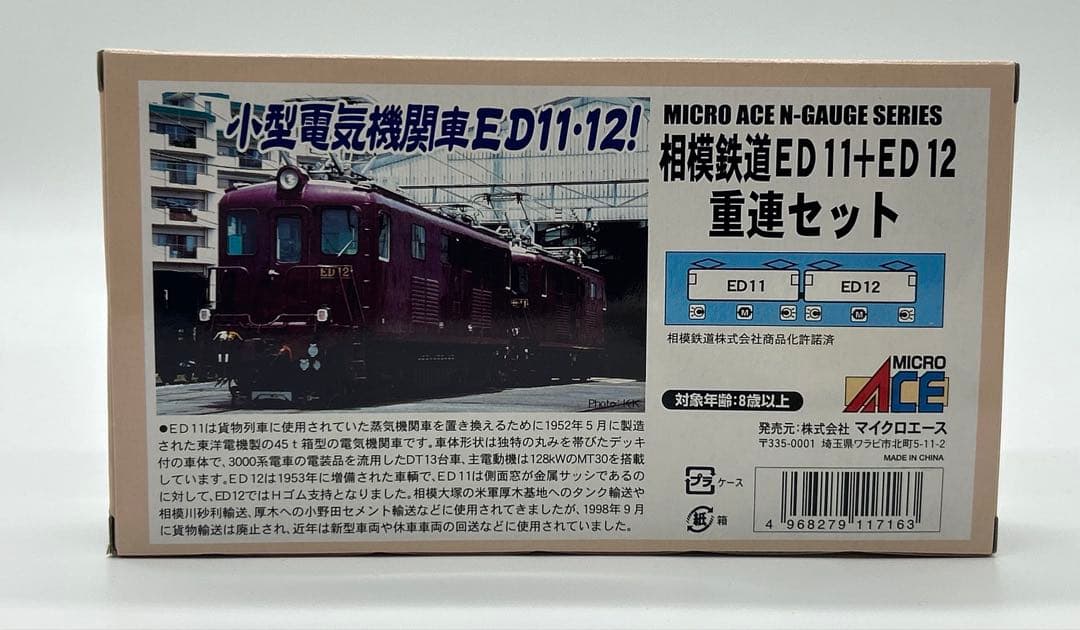 小型電気機関車ED11・12!
ED12
Photo:KK
●ED11は貨物列車に使用されていた蒸気機関車を置き換えるために1952年5月に製造
された東洋電機製の45t箱型の電気機関車です。車体形状は独特の丸みを帯びたデッキ
付の車体で、3000系電車の電装品を流用したDT13台車、主電動機は128kWのMT30を搭載
しています。ED12は1953年に増備された車輌で、ED11は側面窓が金属サッシであるの
に対して、ED12ではHゴム支持となりました。相模大塚の米軍厚木基地へのタンク輸送や
相模川砂利輸送、厚木への小野田セメント輸送などに使用されてきましたが、1998年9月
に貨物輸送は廃止され、近年は新型車両や休車車両の回送などに使用されていました。
MICRO ACE N-GAUGE SERIES
相模鉄道ED11+ED12
重連セット
ED11 ED12
C M C C M C
相模鉄道株式会社商品化許諾済
MICRO
ACE
対象年齢:8歳以上
発売元:株式会社 マイクロエース
〒335-0001 埼玉県ワラビ市北町5-11-2
MADE IN CHINA
プラ ケース
紙 箱
4 968279 117163